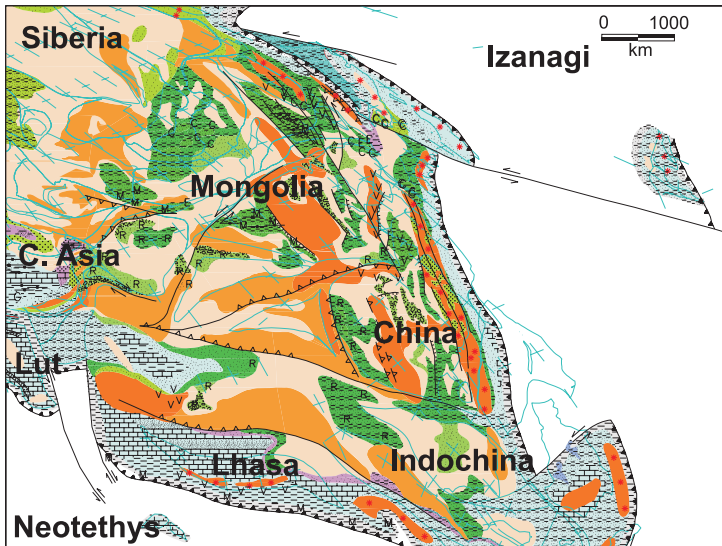 Siberia
0 1000
km
Izanagi
Mongolia
C. Asia
China
Lut
Lhasa
Indochina
Neotethys